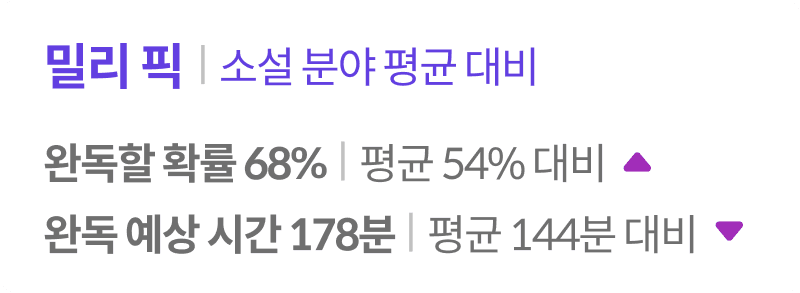 밀리 픽 | 소설 분야 평균 대비
완독할 확률 68% | 평균 54% 대비 ▲
완독 예상 시간 178분 | 평균 144분 대비 ▼